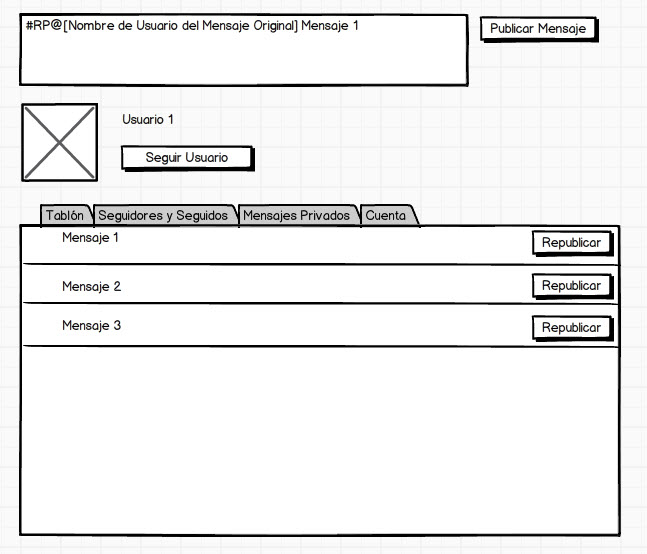 #RP@[Nombre de Usuario del Mensaje Original] Mensaje 1
Publicar Mensaje
Usuario 1
Seguir Usuario
Tablón
Seguidores y Seguidos
Mensajes Privados
Cuenta
Mensaje 1
Republicar
Mensaje 2
Republicar
Mensaje 3
Republicar